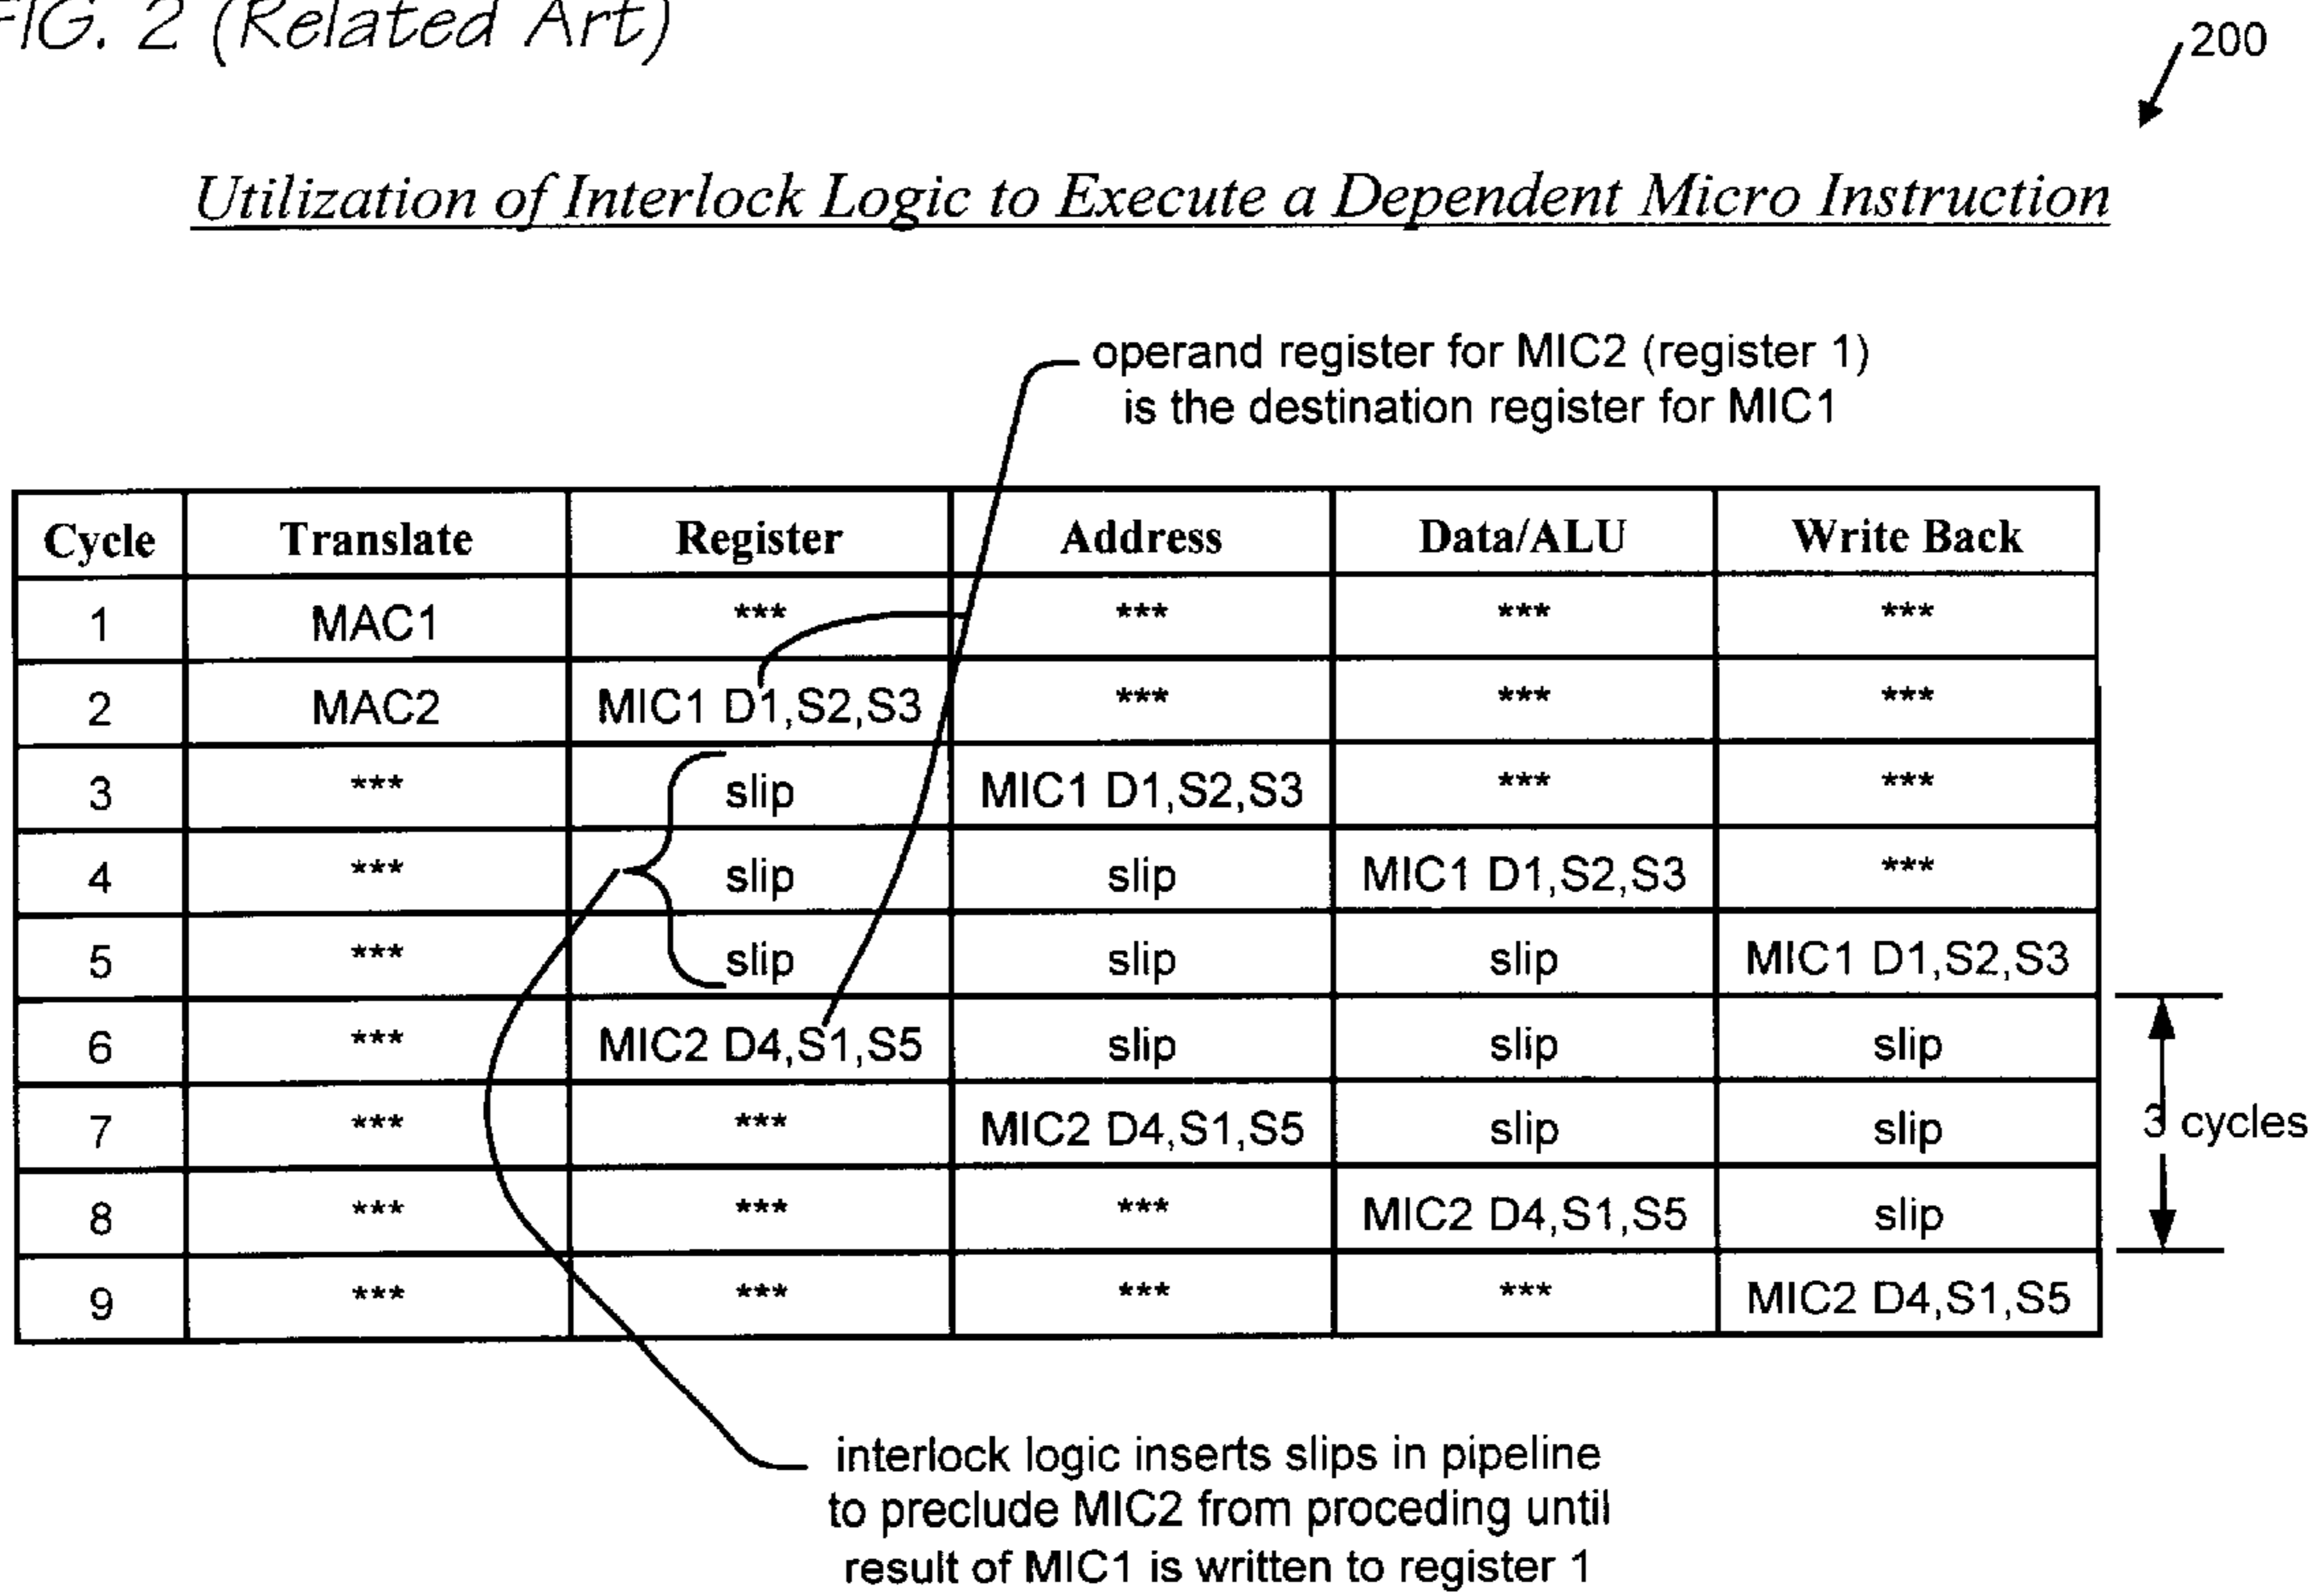 FIG. 2 (Related Art)
200
Utilization of Interlock Logic to Execute a Dependent Micro Instruction
operand register for MIC2 (register 1)
is the destination register for MIC1
Cycle Translate Register Address Data/ALU Write Back
1 MAC1 *** *** *** ***
2 MAC2 MIC1 D1,S2,S3 *** *** ***
3 *** slip MIC1 D1,S2,S3 *** ***
4 *** slip slip MIC1 D1,S2,S3 ***
5 *** slip slip slip MIC1 D1,S2,S3
6 *** MIC2 D4,S1,S5 slip slip slip
7 *** *** MIC2 D4,S1,S5 slip slip
3 cycles
8 *** *** *** MIC2 D4,S1,S5 slip
9 *** *** *** *** MIC2 D4,S1,S5
interlock logic inserts slips in pipeline
to preclude MIC2 from proceding until
result of MIC1 is written to register 1